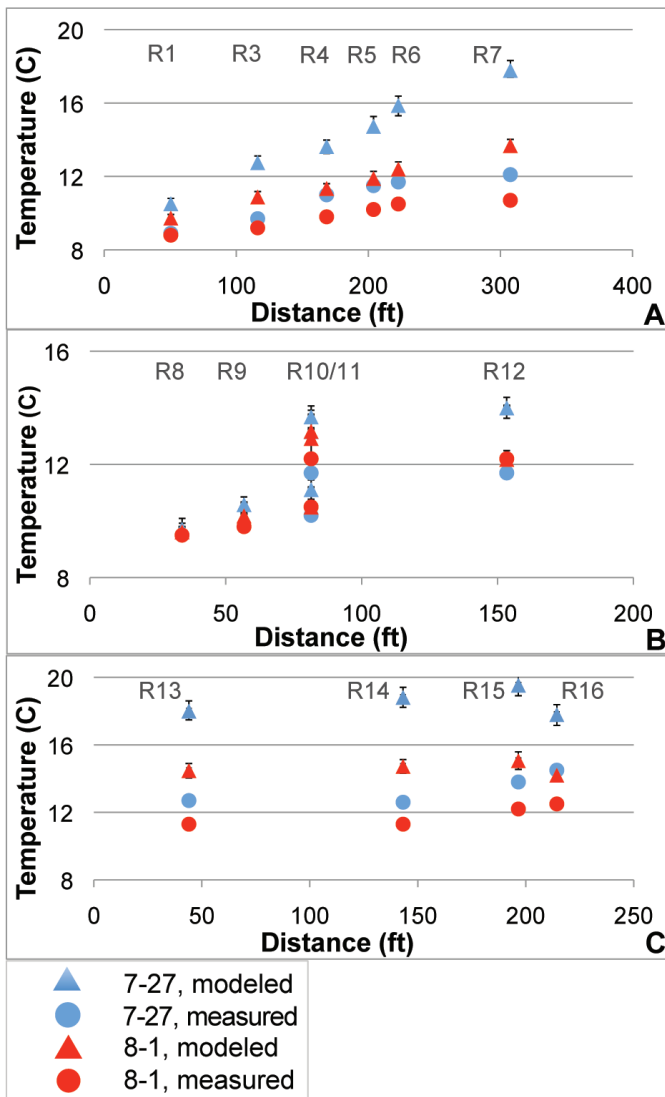 20
R1 R3 R4 R5 R6 R7
16
12
8
Temperature (C)
0 100 200 300 400
Distance (ft)
A
16
R8 R9 R10/11 R12
12
8
Temperature (C)
0 50 100 150 200
Distance (ft)
B
20
R13 R14 R15 R16
16
12
8
Temperature (C)
0 50 100 150 200 250
Distance (ft)
C
7-27, modeled
7-27, measured
8-1, modeled
8-1, measured